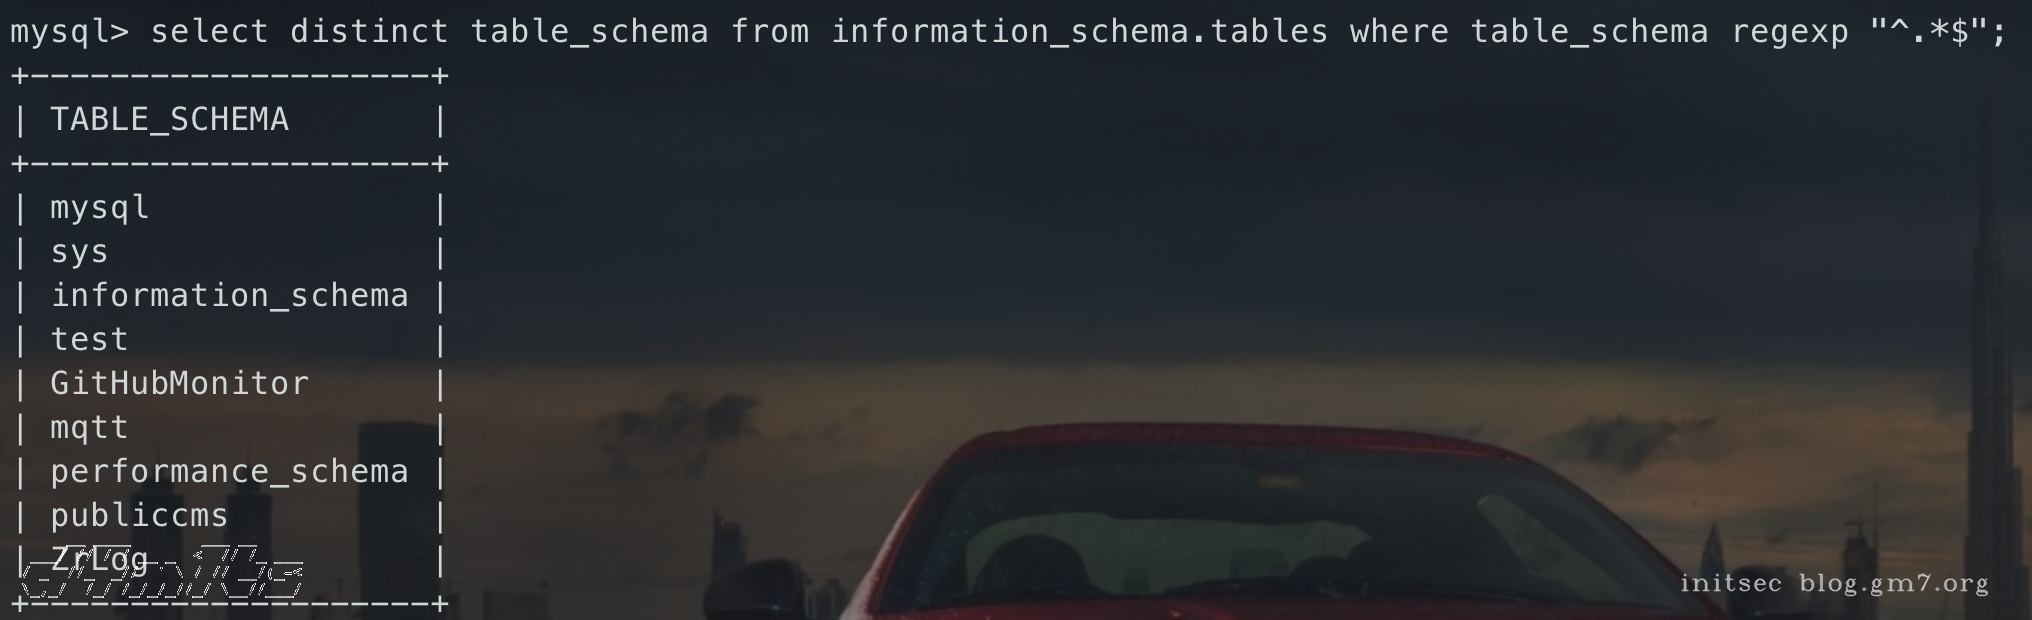 mysql> select distinct table_schema from information_schema.tables where table_schema regexp "^.*$";
+--------------------+
| TABLE_SCHEMA       |
+--------------------+
| mysql              |
| sys                |
| information_schema |
| test               |
| GitHubMonitor      |
| mqtt               |
| performance_schema |
| publiccms          |
| ZrLog              |
+--------------------+
initsec blog.gm7.org